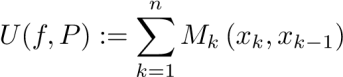 U(f, P) := \sum_{k=1}^{n} M_k (x_k, x_{k-1})